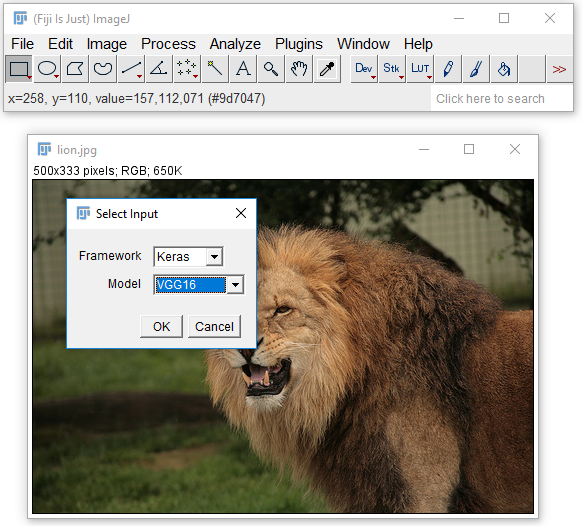 (Fiji Is Just) ImageJ
File Edit Image Process Analyze Plugins Window Help
A Dev Stk LUT >>
x=258, y=110, value=157,112,071 (#9d7047) Click here to search
lion.jpg
500x333 pixels; RGB; 650K
Select Input
Framework Keras
Model VGG16
OK Cancel